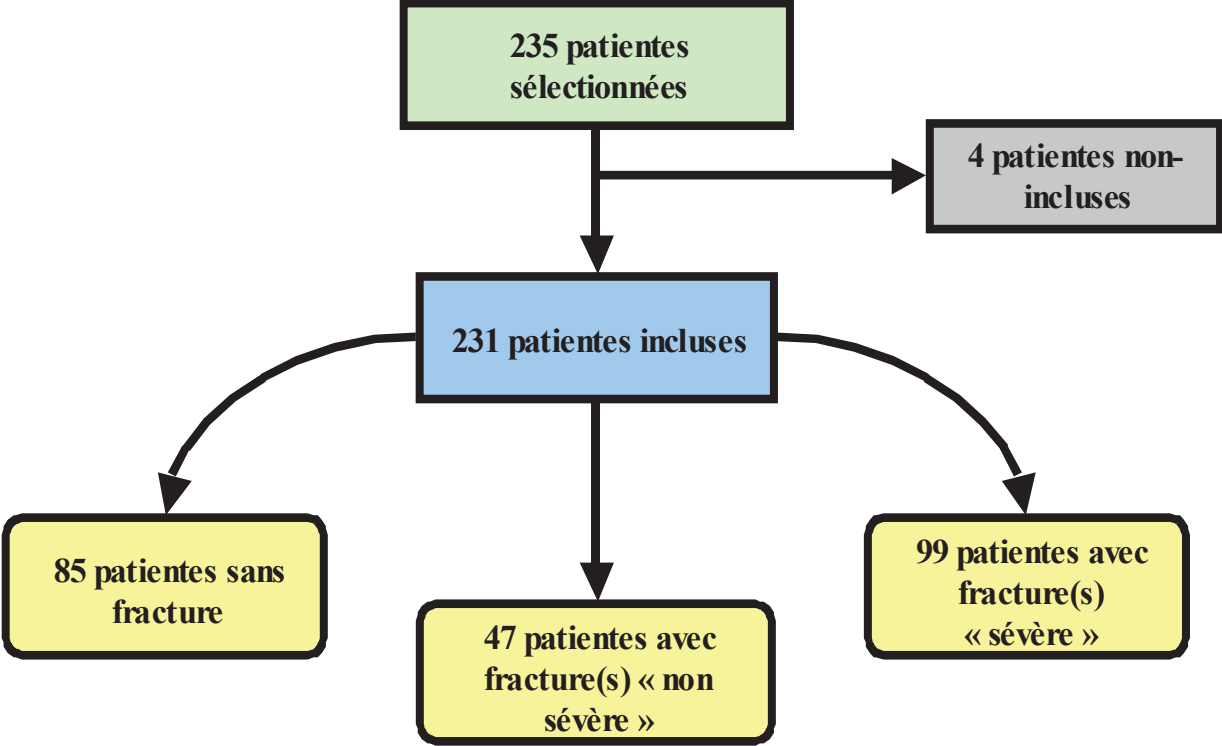 235 patientes
sélectionnées
4 patientes non-
incluses
231 patientes incluses
85 patientes sans
fracture
47 patientes avec
fracture(s) « non
sévère »
99 patientes avec
fracture(s)
« sévère »